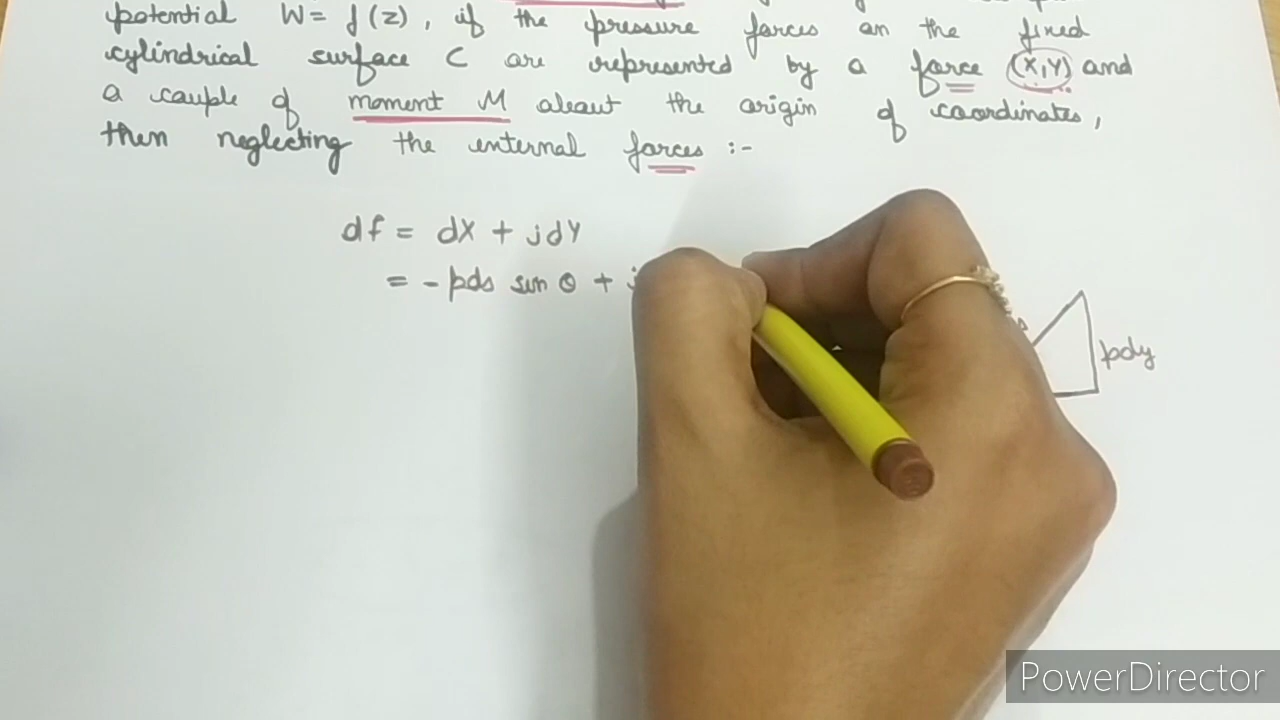 potential W = f(z), if the pressure forces on the fixed
cylindrical surface C are represented by a force (X,Y) and
a couple of moment M about the origin of coordinates,
then neglecting the external forces :-
df = dX + idY
= - pds sin θ + i
pdy
PowerDirector